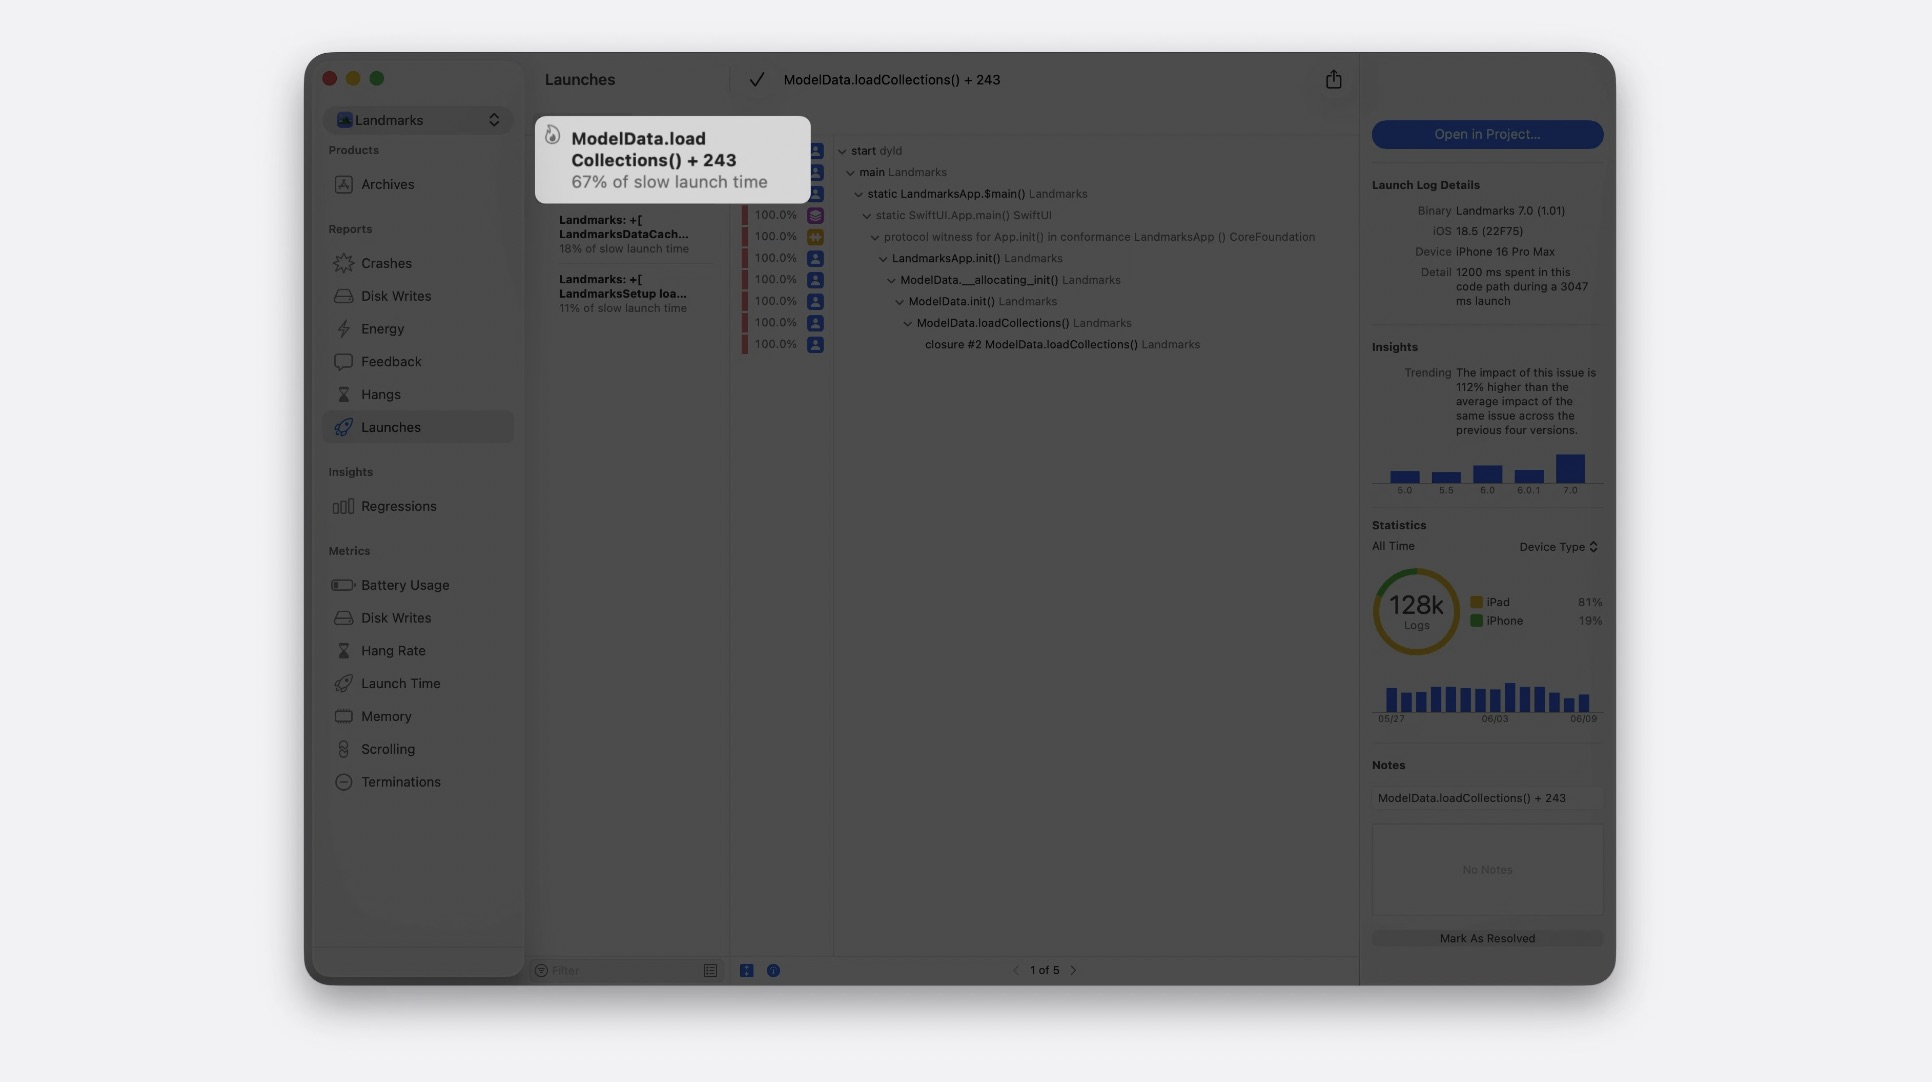 Landmarks
Products
Archives
Reports
Crashes
Disk Writes
Energy
Feedback
Hangs
Launches
Insights
Regressions
Metrics
Battery Usage
Disk Writes
Hang Rate
Launch Time
Memory
Scrolling
Terminations
Launches
ModelData.load
Collections() + 243
67% of slow launch time
Landmarks: +[
LandmarksDataCach...
18% of slow launch time
Landmarks: +[
LandmarksSetup loa...
11% of slow launch time
Filter
ModelData.loadCollections() + 243
start dyld
main Landmarks
static LandmarksApp.$main() Landmarks
100.0% static SwiftUI.App.main() SwiftUI
100.0% protocol witness for App.init() in conformance LandmarksApp () CoreFoundation
100.0% LandmarksApp.init() Landmarks
100.0% ModelData.__allocating_init() Landmarks
100.0% ModelData.init() Landmarks
100.0% ModelData.loadCollections() Landmarks
100.0% closure #2 ModelData.loadCollections() Landmarks
1 of 5
Open in Project...
Launch Log Details
Binary Landmarks 7.0 (1.01)
iOS 18.5 (22F75)
Device iPhone 16 Pro Max
Detail 1200 ms spent in this
code path during a 3047
ms launch
Insights
Trending The impact of this issue is
112% higher than the
average impact of the
same issue across the
previous four versions.
5.0 5.5 6.0 6.0.1 7.0
Statistics
All Time Device Type
128k
Logs
iPad 81%
iPhone 19%
05/27 06/03 06/09
Notes
ModelData.loadCollections() + 243
No Notes
Mark As Resolved